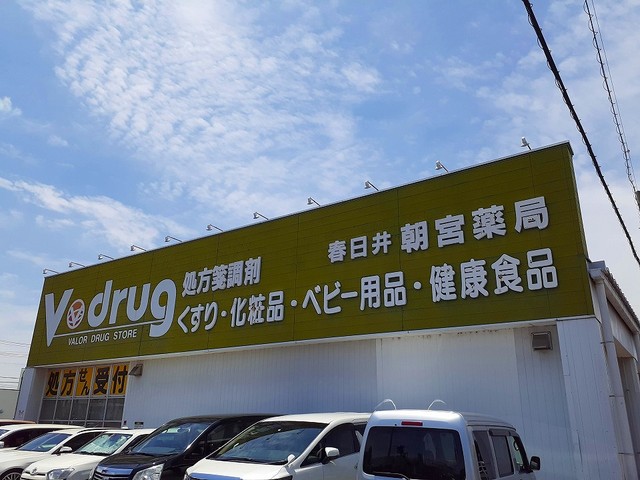 V drug
VALOR DRUG STORE
処方箋調剤
春日井 朝宮薬局
くすり・化粧品・ベビー用品・健康食品
処方せん受付